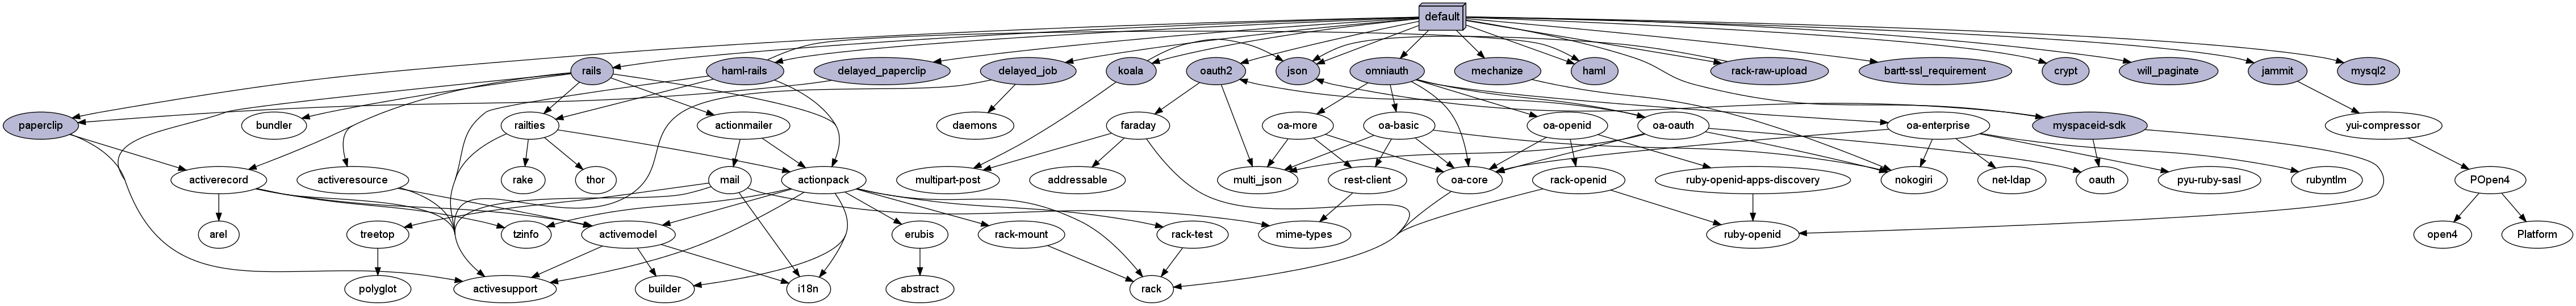 default
rails
haml-rails
delayed_paperclip
delayed_job
koala
oauth2
json
omniauth
mechanize
haml
rack-raw-upload
bartt-ssl_requirement
crypt
will_paginate
jammit
mysql2
paperclip
bundler
railties
actionmailer
daemons
faraday
oa-more
oa-basic
oa-openid
oa-oauth
oa-enterprise
myspaceid-sdk
yui-compressor
activerecord
activeresource
rake
thor
mail
actionpack
multipart-post
addressable
multi_json
rest-client
oa-core
rack-openid
ruby-openid-apps-discovery
nokogiri
net-ldap
oauth
pyu-ruby-sasl
rubyntlm
POpen4
arel
treetop
tzinfo
activemodel
erubis
rack-mount
rack-test
mime-types
ruby-openid
open4
Platform
polyglot
activesupport
builder
i18n
abstract
rack